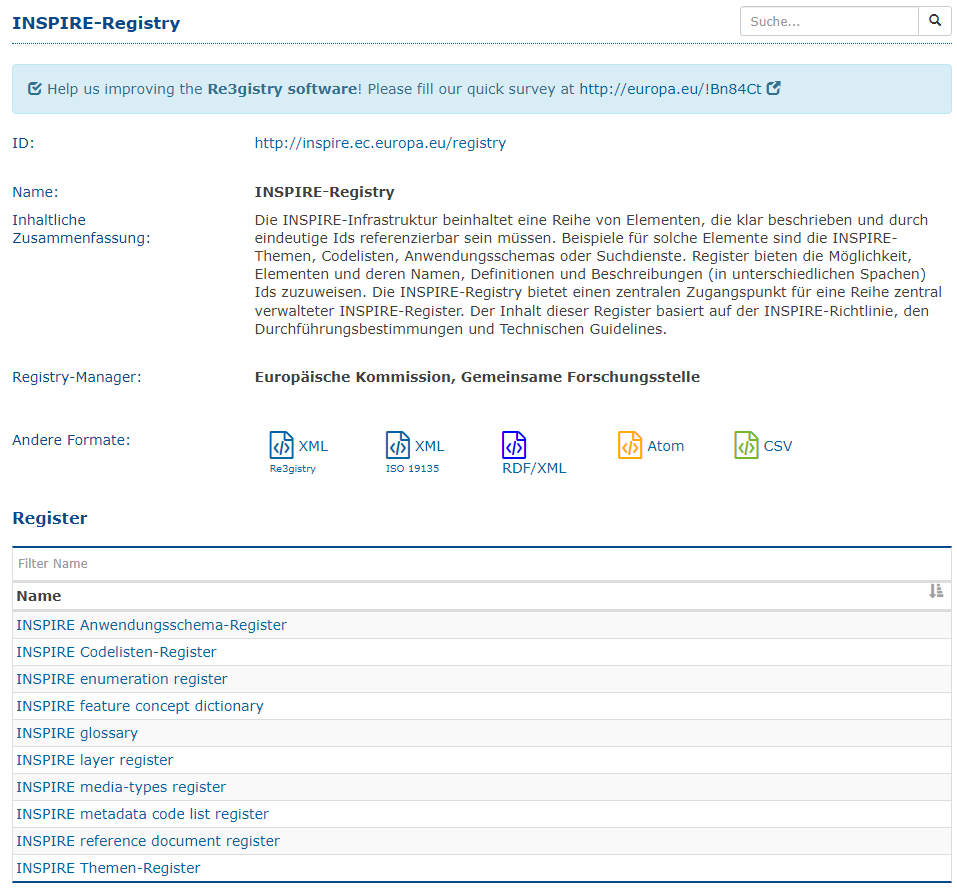 INSPIRE-Registry
Suche...
Help us improving the Re3gistry software! Please fill our quick survey at http://europa.eu/!Bn84Ct
ID:
http://inspire.ec.europa.eu/registry
Name:
INSPIRE-Registry
Inhaltliche
Zusammenfassung:
Die INSPIRE-Infrastruktur beinhaltet eine Reihe von Elementen, die klar beschrieben und durch
eindeutige Ids referenzierbar sein müssen. Beispiele für solche Elemente sind die INSPIRE-
Themen, Codelisten, Anwendungsschemas oder Suchdienste. Register bieten die Möglichkeit,
Elementen und deren Namen, Definitionen und Beschreibungen (in unterschiedlichen Spachen)
Ids zuzuweisen. Die INSPIRE-Registry bietet einen zentralen Zugangspunkt für eine Reihe zentral
verwalteter INSPIRE-Register. Der Inhalt dieser Register basiert auf der INSPIRE-Richtlinie, den
Durchführungsbestimmungen und Technischen Guidelines.
Registry-Manager:
Europäische Kommission, Gemeinsame Forschungsstelle
Andere Formate:
XML
Re3gistry
XML
ISO 19135
RDF/XML
Atom
CSV
Register
Filter Name
Name
INSPIRE Anwendungsschema-Register
INSPIRE Codelisten-Register
INSPIRE enumeration register
INSPIRE feature concept dictionary
INSPIRE glossary
INSPIRE layer register
INSPIRE media-types register
INSPIRE metadata code list register
INSPIRE reference document register
INSPIRE Themen-Register